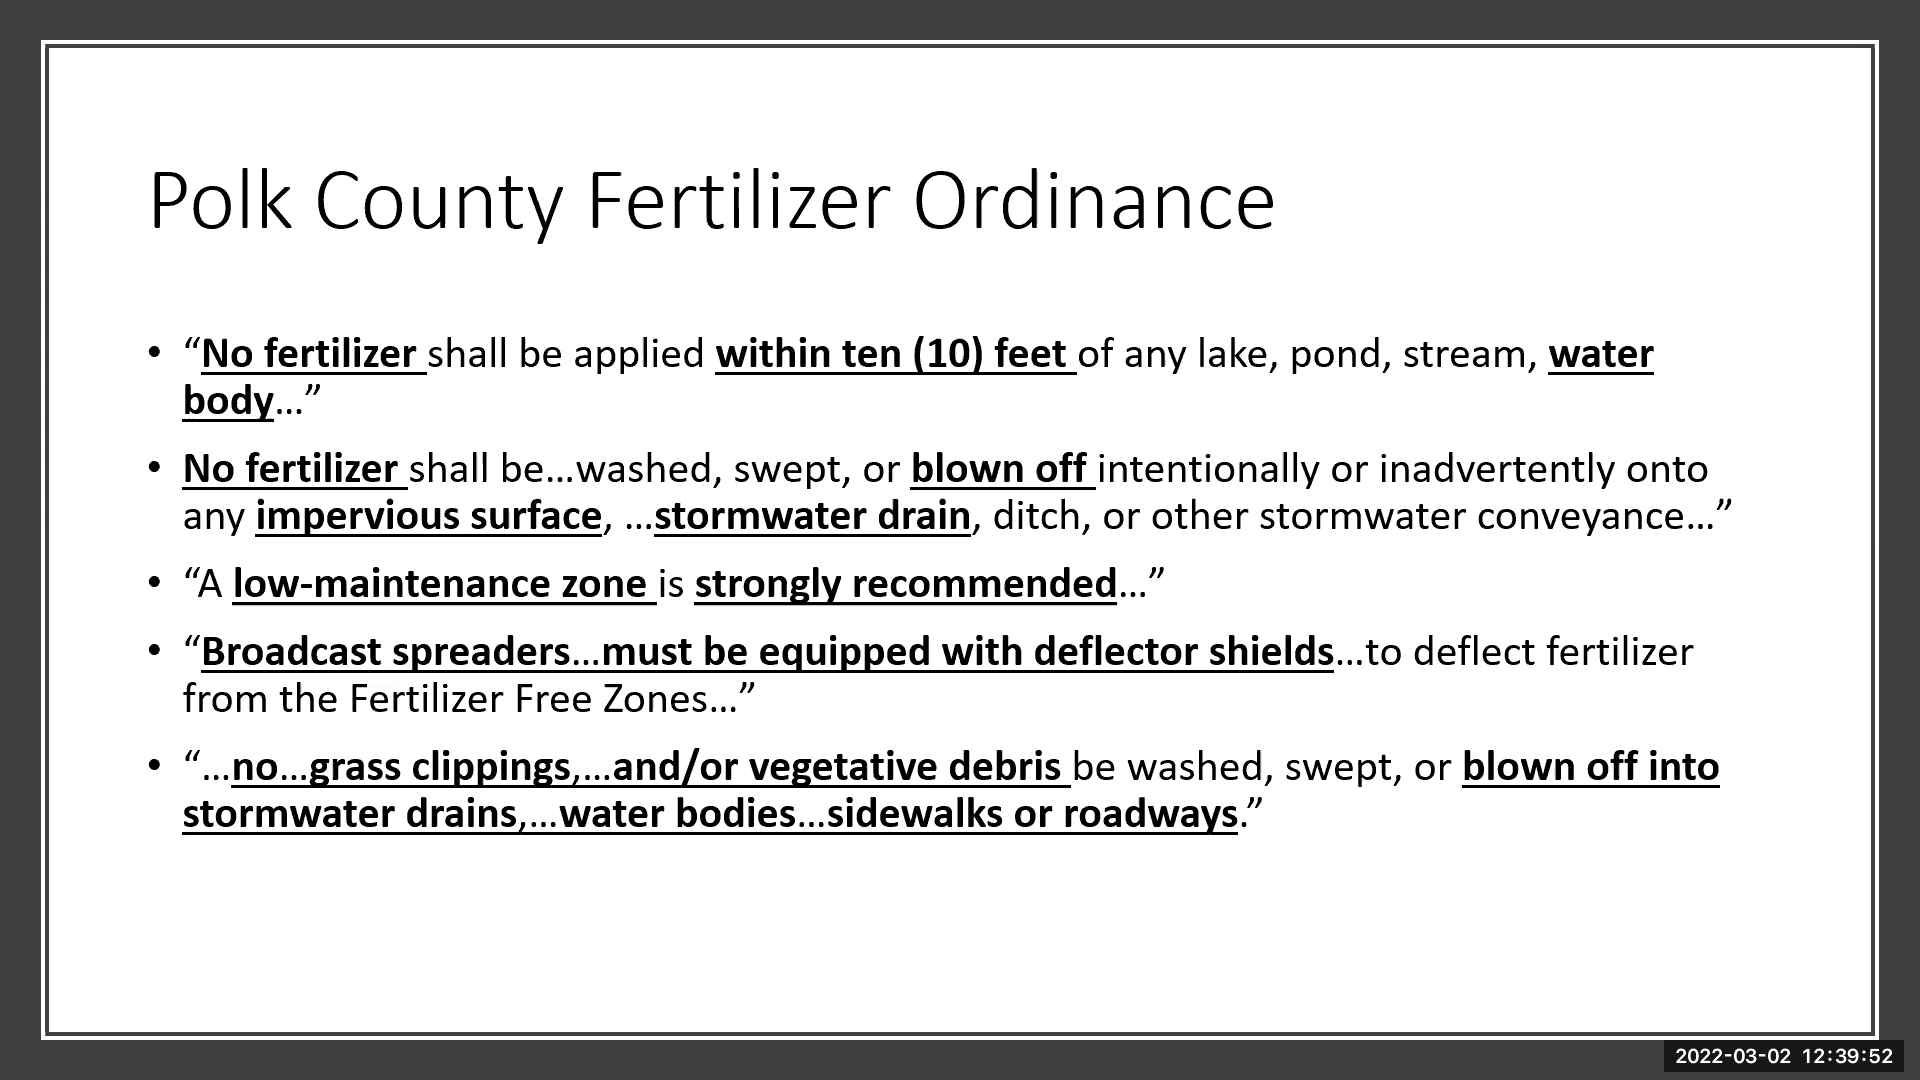 Polk County Fertilizer Ordinance
• “No fertilizer shall be applied within ten (10) feet of any lake, pond, stream, water
body…”
• No fertilizer shall be…washed, swept, or blown off intentionally or inadvertently onto
any impervious surface, …stormwater drain, ditch, or other stormwater conveyance…”
• “A low-maintenance zone is strongly recommended…”
• “Broadcast spreaders…must be equipped with deflector shields…to deflect fertilizer
from the Fertilizer Free Zones…”
• “…no…grass clippings,…and/or vegetative debris be washed, swept, or blown off into
stormwater drains,…water bodies…sidewalks or roadways.”
2022-03-02 12:39:52